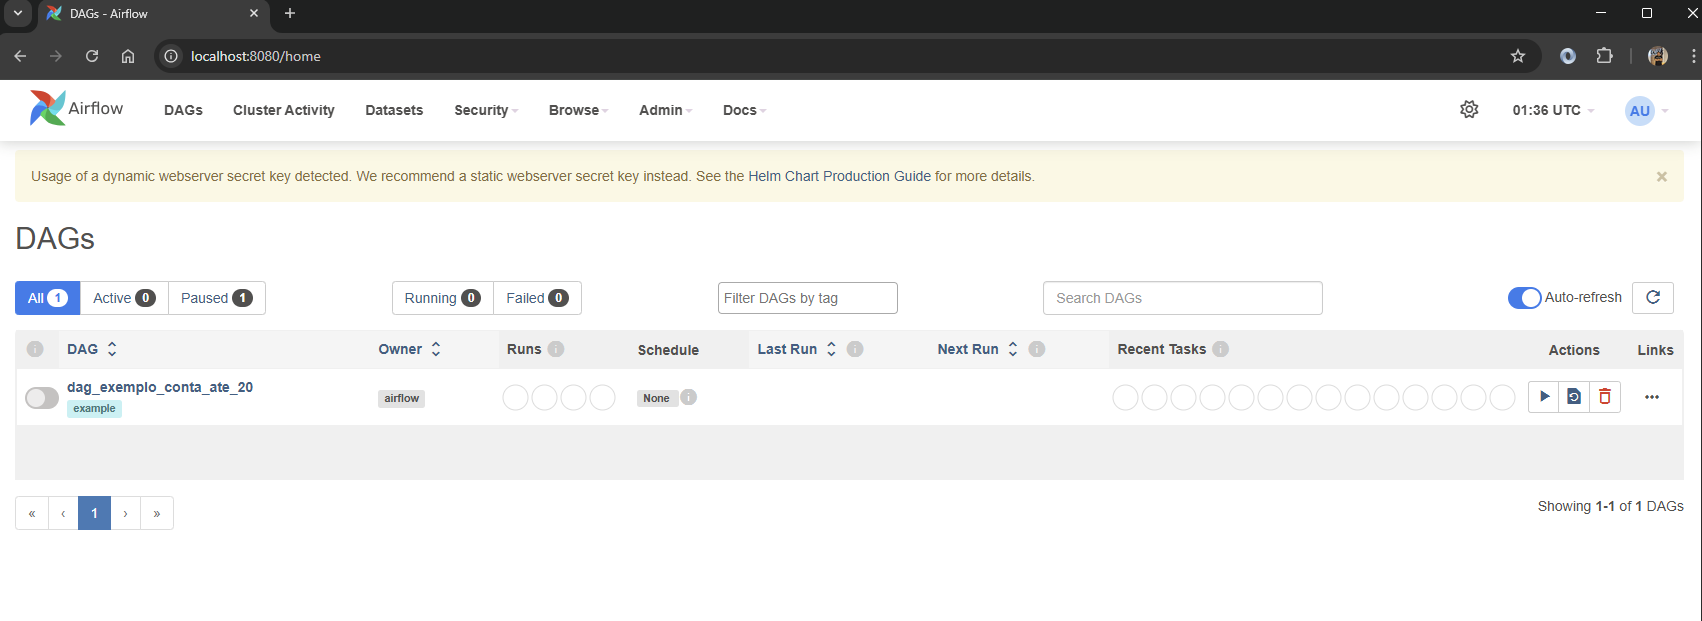 DAGs - Airflow
localhost:8080/home
Airflow DAGs Cluster Activity Datasets Security Browse Admin Docs 01:36 UTC AU
Usage of a dynamic webserver secret key detected. We recommend a static webserver secret key instead. See the Helm Chart Production Guide for more details. ×
DAGs
All 1 Active 0 Paused 1 Running 0 Failed 0 Filter DAGs by tag Search DAGs Auto-refresh
i DAG Owner Runs i Schedule Last Run i Next Run i Recent Tasks i Actions Links
dag_exemplo_conta_ate_20
airflow None i
example
« ‹ 1 › »
Showing 1-1 of 1 DAGs